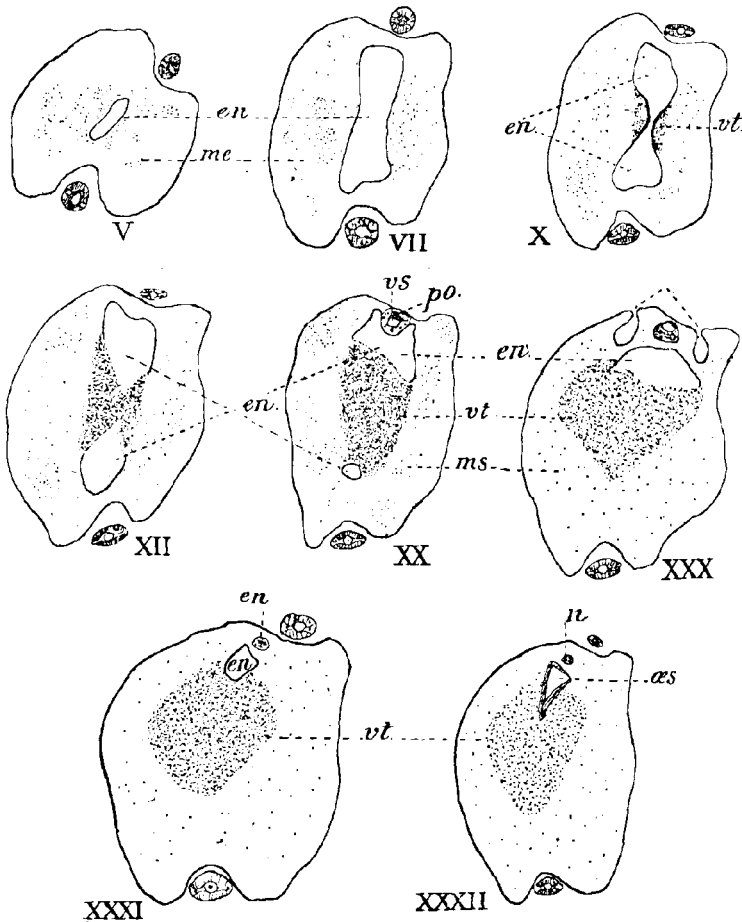 en
me
V
VII
en
vt.
X
vs
po.
en
en
vt
ms
XII
XX
XXX
en
en
vt
n
œs
XXXI
XXXII